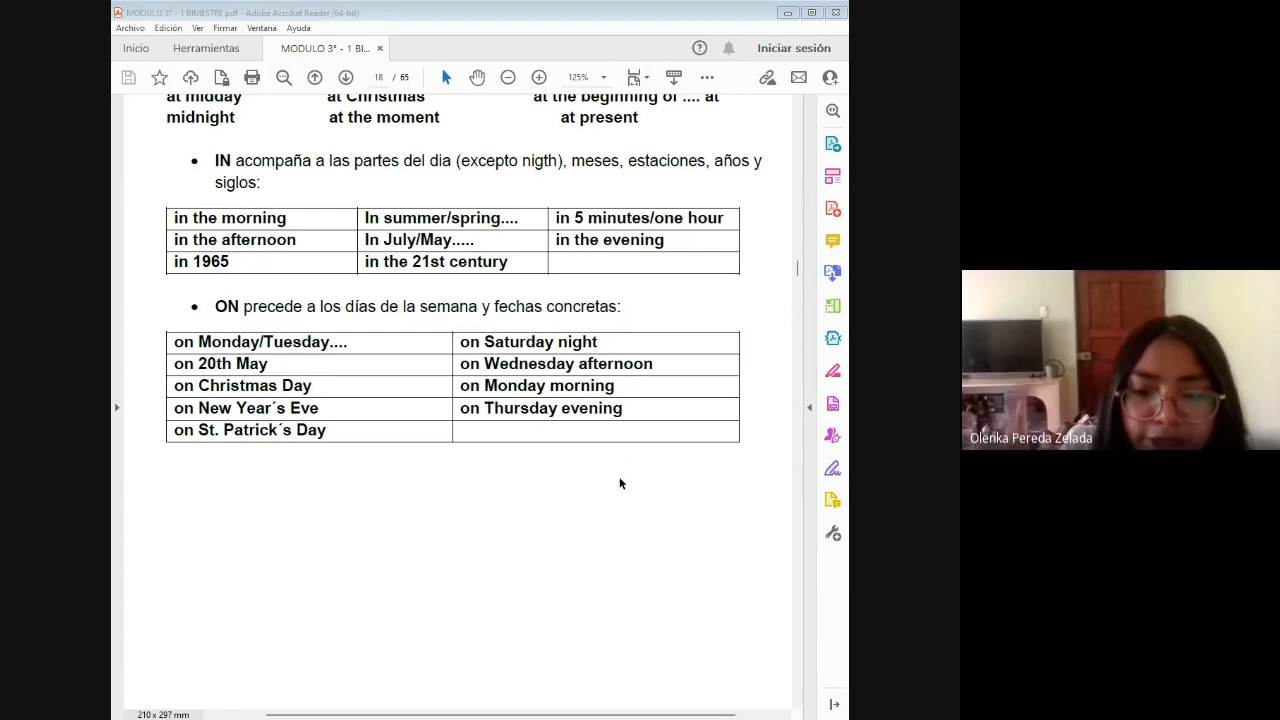 MODULO 3° - 1 BIMESTRE.pdf - Adobe Acrobat Reader (64-bit)
Archivo Edición Ver Firmar Ventana Ayuda
Inicio Herramientas MODULO 3° - 1 BI... × Iniciar sesión
18 / 65 125%
at midday at Christmas at the beginning of .... at
midnight at the moment at present
• IN acompaña a las partes del dia (excepto nigth), meses, estaciones, años y
siglos:
in the morning In summer/spring.... in 5 minutes/one hour
in the afternoon In July/May..... in the evening
in 1965 in the 21st century
• ON precede a los días de la semana y fechas concretas:
on Monday/Tuesday.... on Saturday night
on 20th May on Wednesday afternoon
on Christmas Day on Monday morning
on New Year´s Eve on Thursday evening
on St. Patrick´s Day
210 x 297 mm
Olenka Pereda Zelada